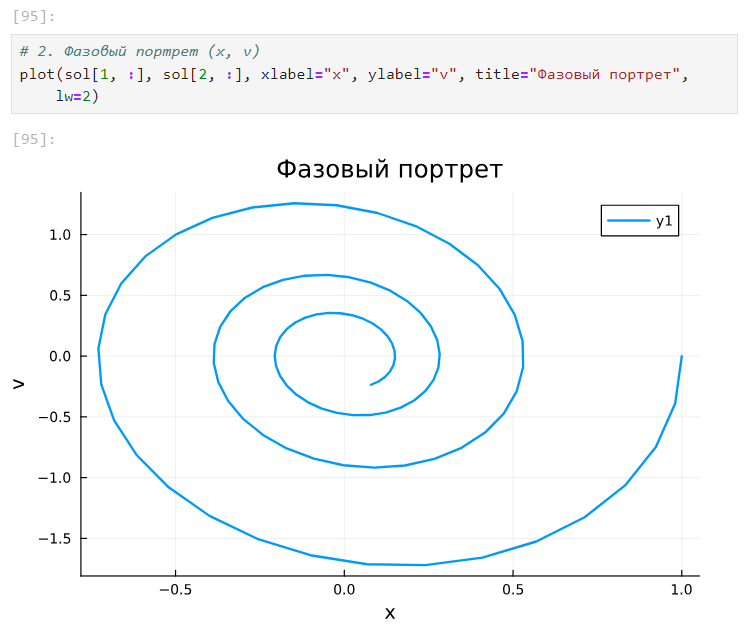 [95]:
# 2. Фазовый портрет (x, v)
plot(sol[1, :], sol[2, :], xlabel="x", ylabel="v", title="Фазовый портрет",
lw=2)
[95]:
Фазовый портрет
y1
1.0
0.5
0.0
−0.5
−1.0
−1.5
v
−0.5
0.0
0.5
1.0
x